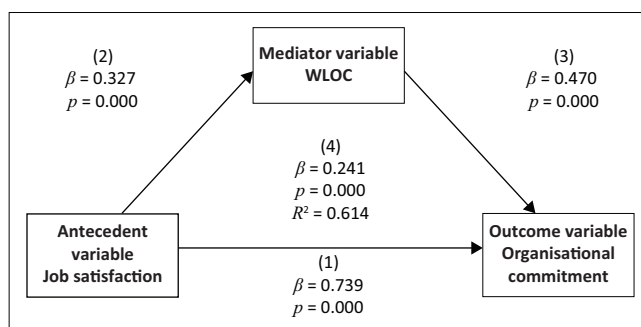 (2)
β = 0.327
p = 0.000
Mediator variable
WLOC
(3)
β = 0.470
p = 0.000
(4)
β = 0.241
p = 0.000
R² = 0.614
Antecedent
variable
Job satisfaction
Outcome variable
Organisational
commitment
(1)
β = 0.739
p = 0.000